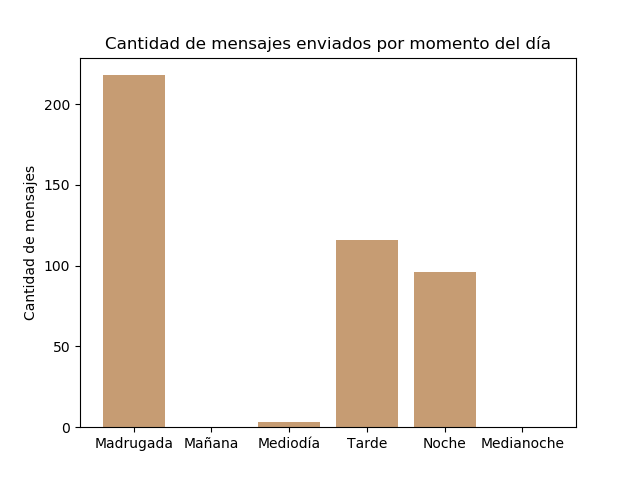 Cantidad de mensajes enviados por momento del día
Cantidad de mensajes
200
150
100
50
0
Madrugada Mañana Mediodía Tarde Noche Medianoche